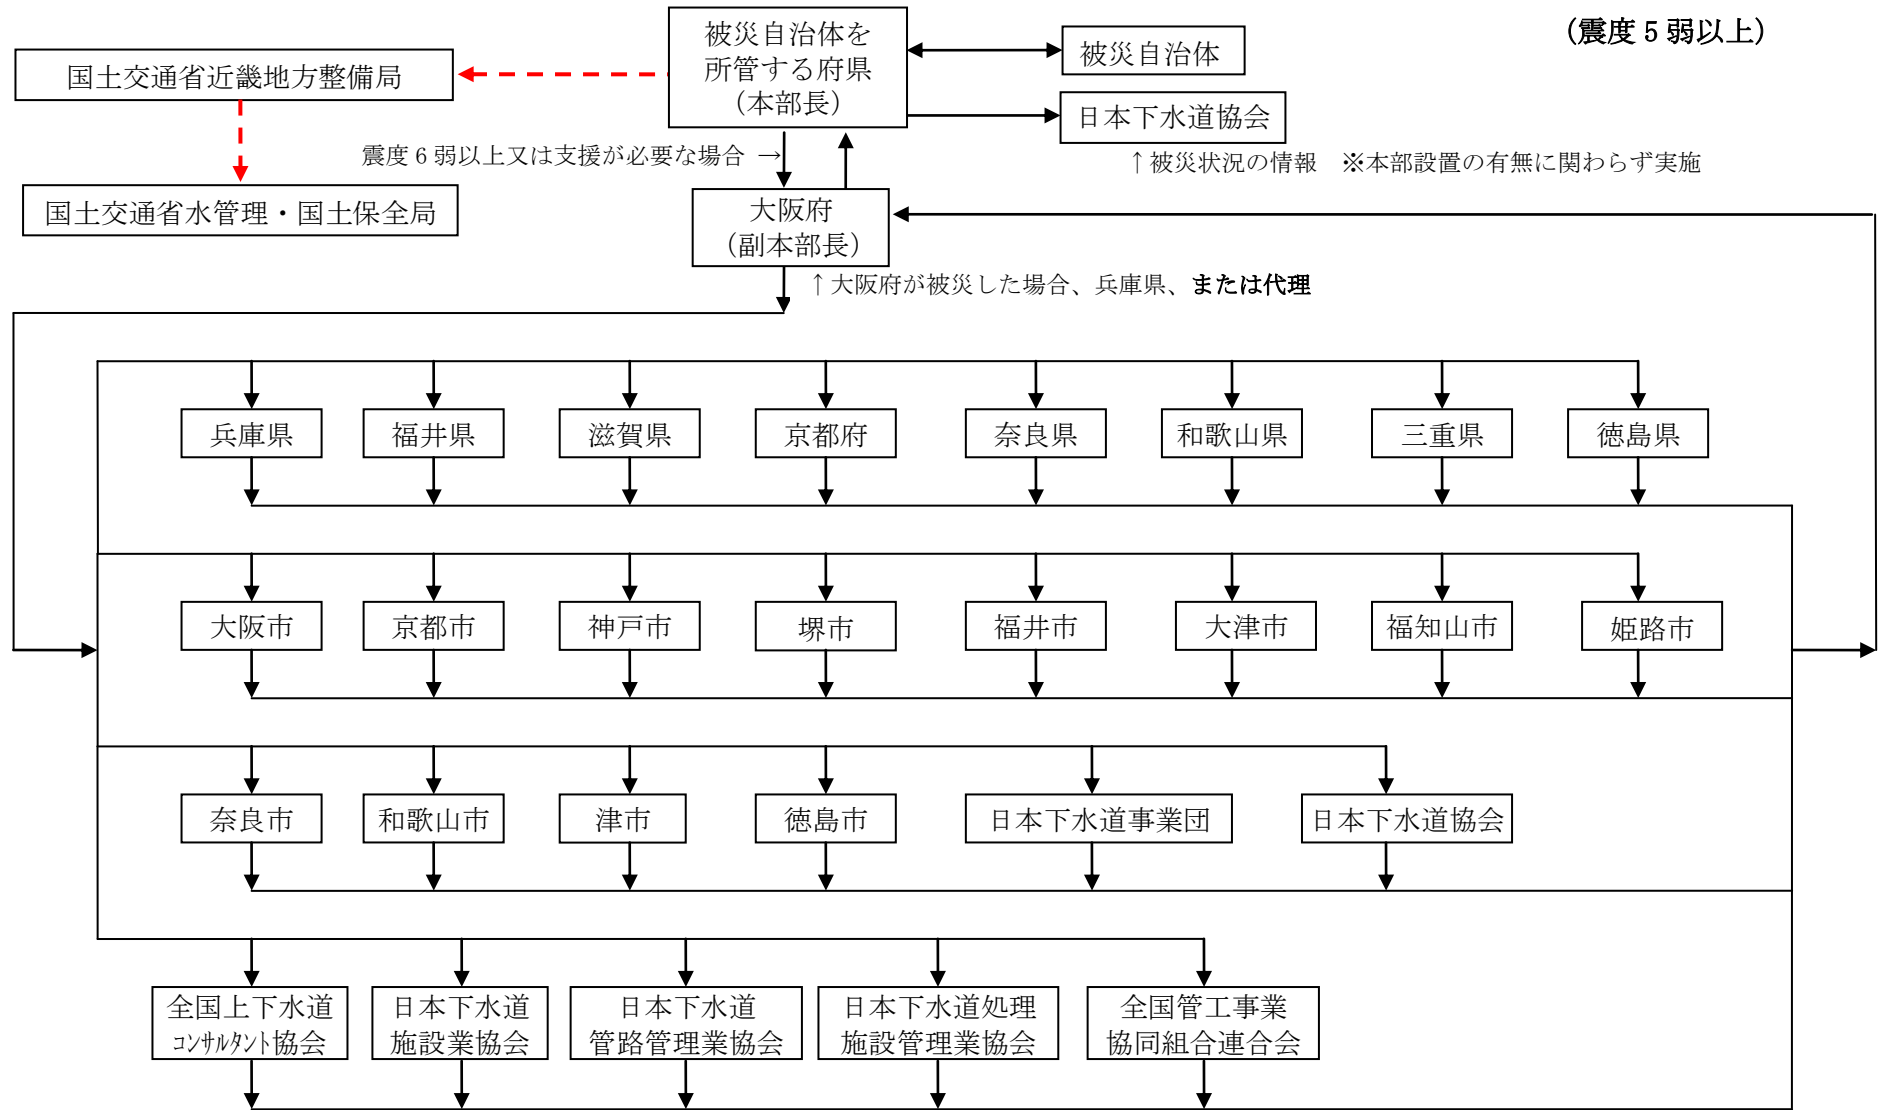 (震度5弱以上)
被災自治体を
所管する府県
（本部長）
被災自治体
国土交通省近畿地方整備局
日本下水道協会
震度6弱以上又は支援が必要な場合 →
↑被災状況の情報　※本部設置の有無に関わらず実施
国土交通省水管理・国土保全局
大阪府
（副本部長）
↑大阪府が被災した場合、兵庫県、または代理
兵庫県
福井県
滋賀県
京都府
奈良県
和歌山県
三重県
徳島県
大阪市
京都市
神戸市
堺市
福井市
大津市
福知山市
姫路市
奈良市
和歌山市
津市
徳島市
日本下水道事業団
日本下水道協会
全国上下水道
ｺﾝｻﾙﾀﾝﾄ協会
日本下水道
施設業協会
日本下水道
管路管理業協会
日本下水道処理
施設管理業協会
全国管工事業
協同組合連合会